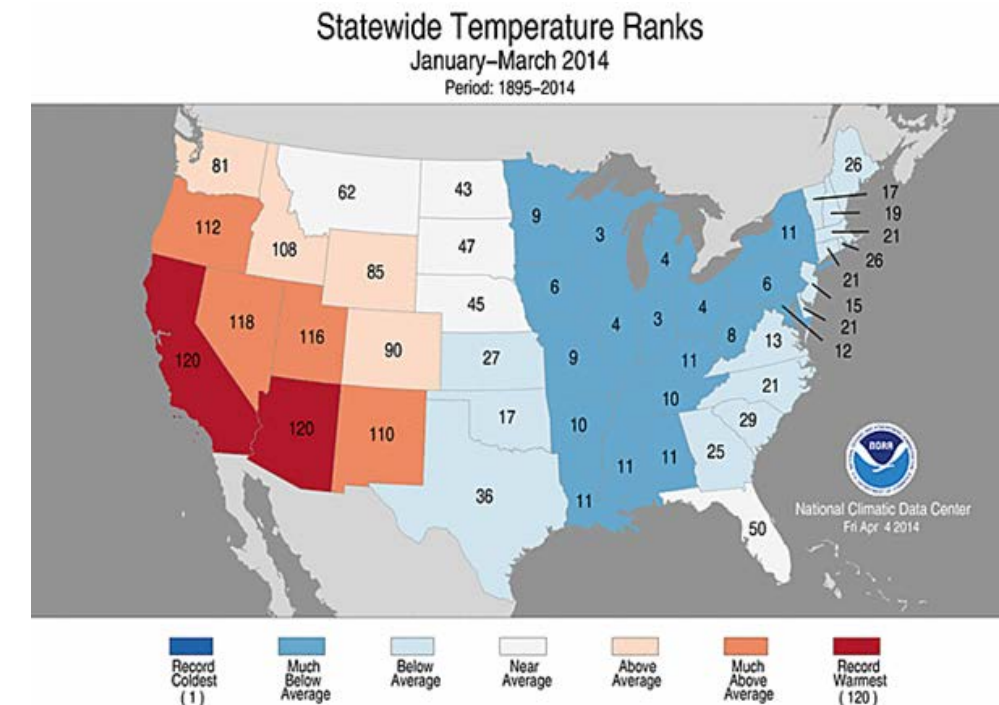 Statewide Temperature Ranks
January–March 2014
Period: 1895–2014
81
62
43
26
17
19
21
26
112
108
85
47
9
3
4
11
6
21
15
21
12
118
116
90
45
27
6
4
3
4
8
13
120
120
110
17
9
11
10
21
29
10
11
11
25
36
11
50
NOAA
National Climatic Data Center
Fri Apr 4 2014
Record
Coldest
( 1 )
Much
Below
Average
Below
Average
Near
Average
Above
Average
Much
Above
Average
Record
Warmest
( 120 )